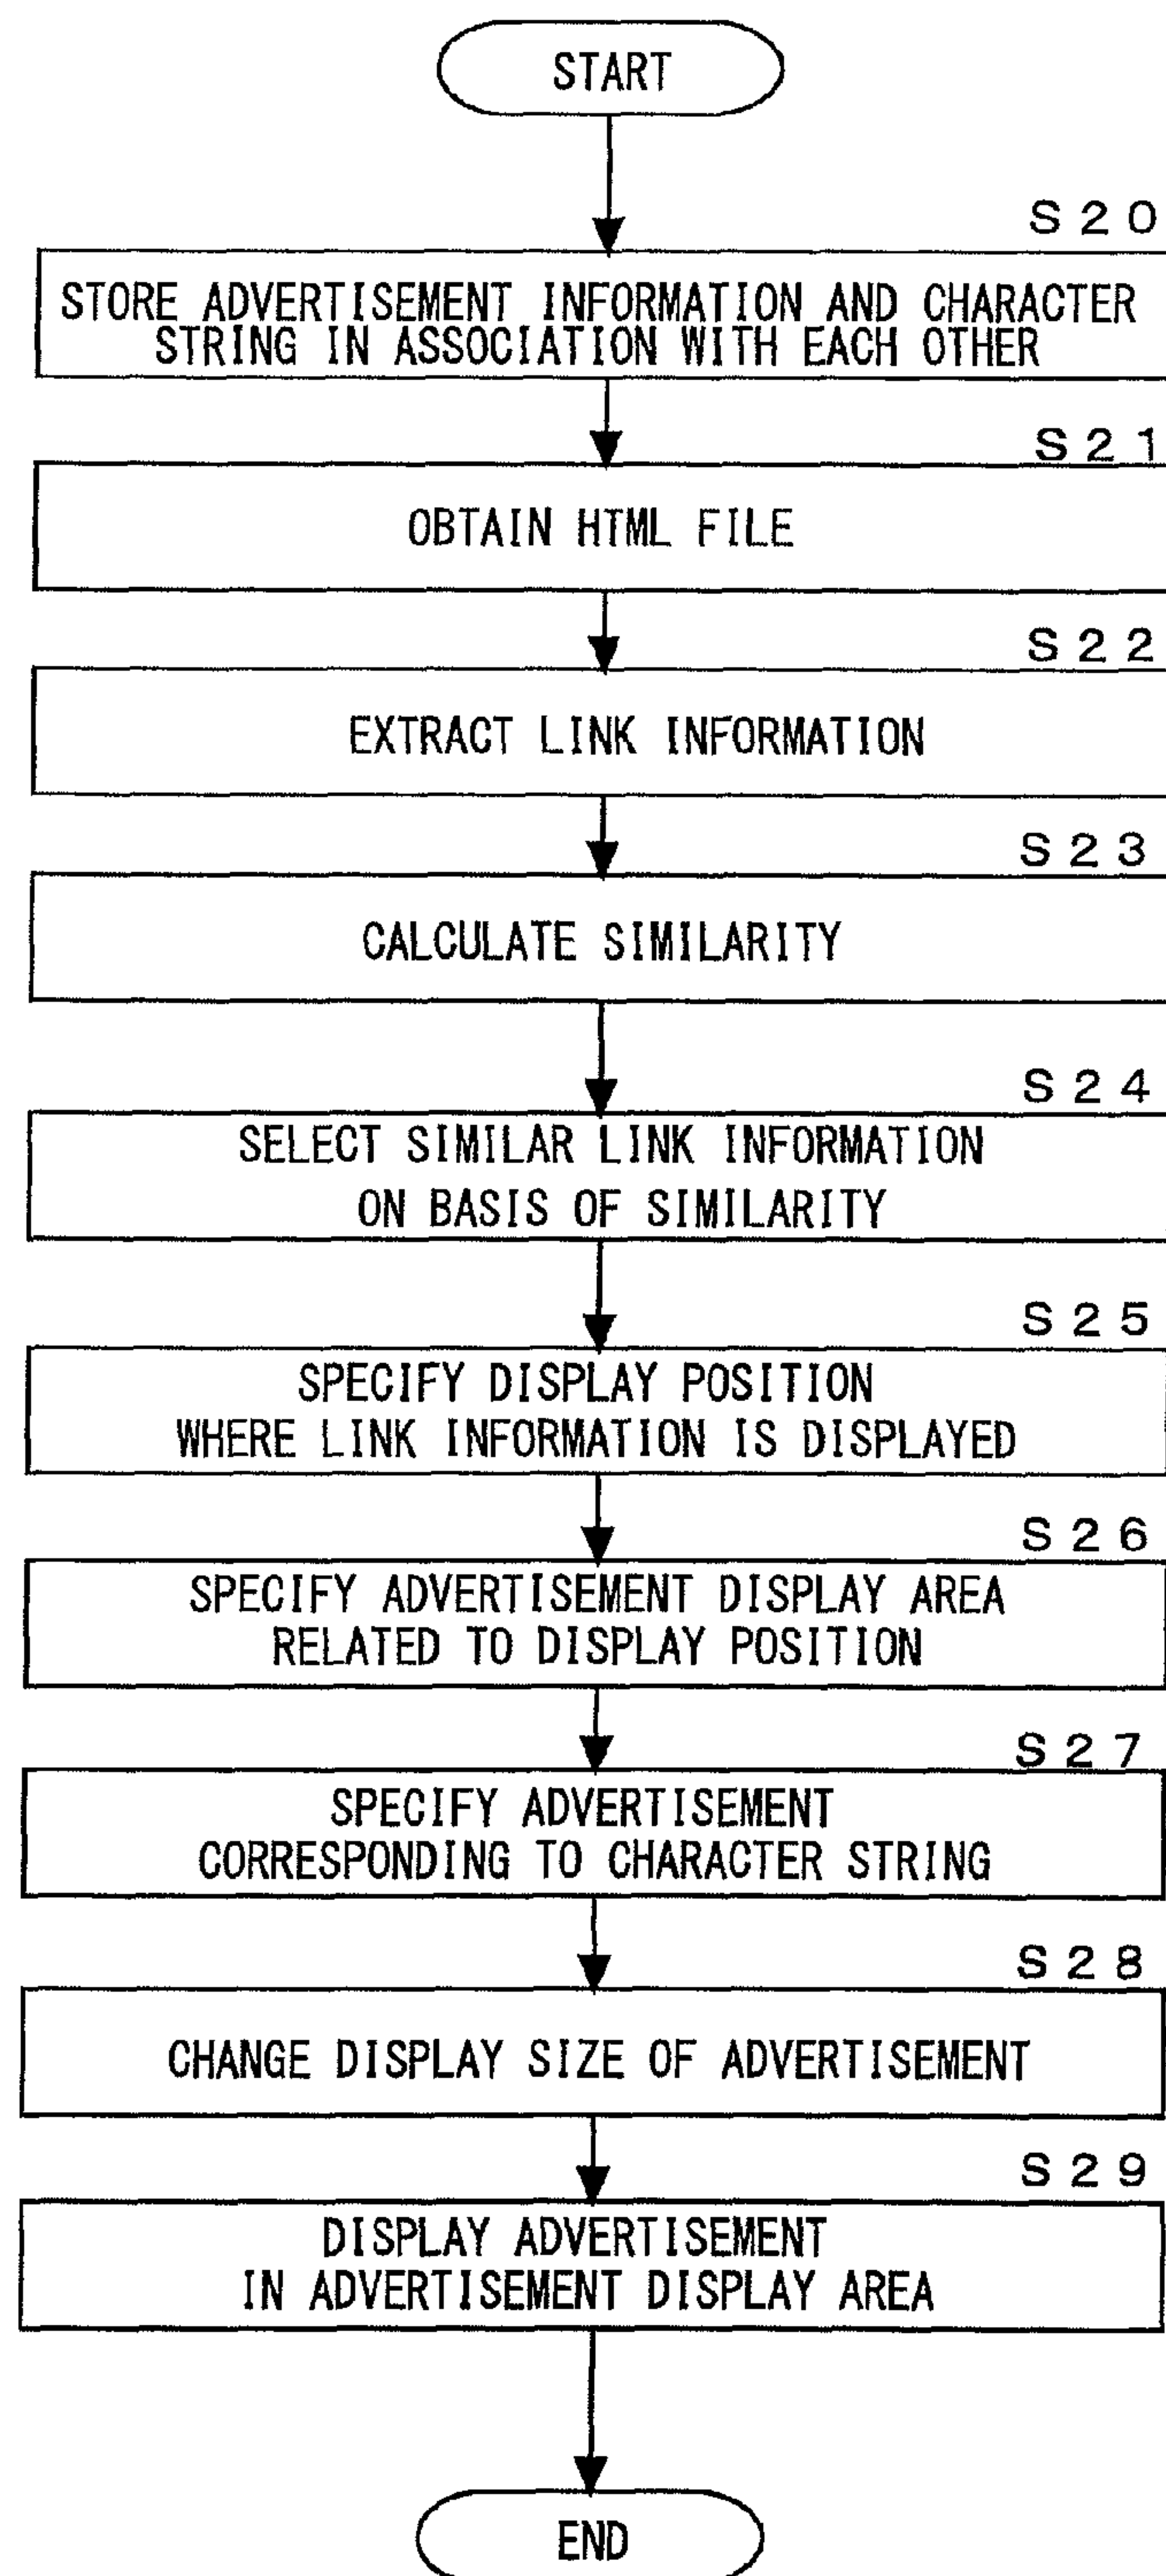 START
S20
STORE ADVERTISEMENT INFORMATION AND CHARACTER
STRING IN ASSOCIATION WITH EACH OTHER
S21
OBTAIN HTML FILE
S22
EXTRACT LINK INFORMATION
S23
CALCULATE SIMILARITY
S24
SELECT SIMILAR LINK INFORMATION
ON BASIS OF SIMILARITY
S25
SPECIFY DISPLAY POSITION
WHERE LINK INFORMATION IS DISPLAYED
S26
SPECIFY ADVERTISEMENT DISPLAY AREA
RELATED TO DISPLAY POSITION
S27
SPECIFY ADVERTISEMENT
CORRESPONDING TO CHARACTER STRING
S28
CHANGE DISPLAY SIZE OF ADVERTISEMENT
S29
DISPLAY ADVERTISEMENT
IN ADVERTISEMENT DISPLAY AREA
END